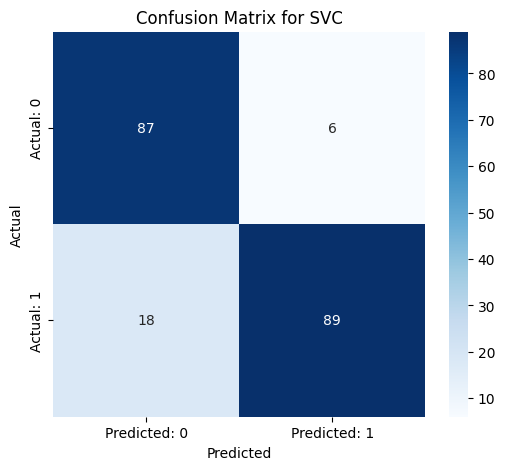 Confusion Matrix for SVC
Actual: 0
87
6
80
70
60
50
40
30
20
10
Actual
Actual: 1
18
89
Predicted: 0
Predicted: 1
Predicted